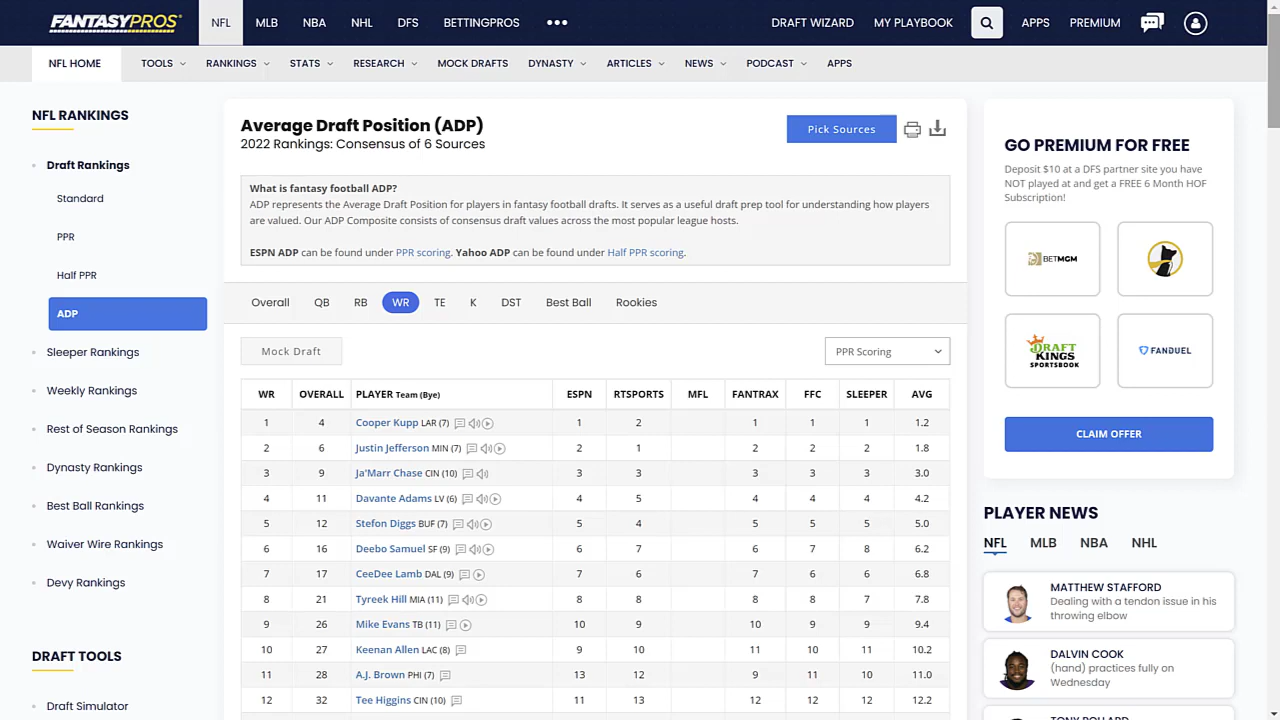 FANTASYPROS
NFL
MLB
NBA
NHL
DFS
BETTINGPROS
•••
DRAFT WIZARD
MY PLAYBOOK
APPS
PREMIUM
NFL HOME
TOOLS
RANKINGS
STATS
RESEARCH
MOCK DRAFTS
DYNASTY
ARTICLES
NEWS
PODCAST
APPS
NFL RANKINGS
Draft Rankings
Standard
PPR
Half PPR
ADP
Sleeper Rankings
Weekly Rankings
Rest of Season Rankings
Dynasty Rankings
Best Ball Rankings
Waiver Wire Rankings
Devy Rankings
DRAFT TOOLS
Draft Simulator
Average Draft Position (ADP)
2022 Rankings: Consensus of 6 Sources
Pick Sources
What is fantasy football ADP?
ADP represents the Average Draft Position for players in fantasy football drafts. It serves as a useful draft prep tool for understanding how players
are valued. Our ADP Composite consists of consensus draft values across the most popular league hosts.
ESPN ADP can be found under PPR scoring. Yahoo ADP can be found under Half PPR scoring.
Overall QB RB WR TE K DST Best Ball Rookies
Mock Draft
PPR Scoring
WR OVERALL PLAYER Team (Bye) ESPN RTSPORTS MFL FANTRAX FFC SLEEPER AVG
1 4 Cooper Kupp LAR (7) 1 2 1 1 1 1.2
2 6 Justin Jefferson MIN (7) 2 1 2 2 2 1.8
3 9 Ja'Marr Chase CIN (10) 3 3 3 3 3 3.0
4 11 Davante Adams LV (6) 4 5 4 4 4 4.2
5 12 Stefon Diggs BUF (7) 5 4 5 5 5 5.0
6 16 Deebo Samuel SF (9) 6 7 6 7 8 6.2
7 17 CeeDee Lamb DAL (9) 7 6 7 6 6 6.8
8 21 Tyreek Hill MIA (11) 8 8 8 8 7 7.8
9 26 Mike Evans TB (11) 10 9 10 9 9 9.4
10 27 Keenan Allen LAC (8) 9 10 11 10 11 10.2
11 28 A.J. Brown PHI (7) 13 12 9 11 10 11.0
12 32 Tee Higgins CIN (10) 11 13 12 12 12 12.2
GO PREMIUM FOR FREE
Deposit $10 at a DFS partner site you have
NOT played at and get a FREE 6 Month HOF
Subscription!
BETMGM
DRAFT
KINGS
SPORTSBOOK
FANDUEL
CLAIM OFFER
PLAYER NEWS
NFL MLB NBA NHL
MATTHEW STAFFORD
Dealing with a tendon issue in his
throwing elbow
DALVIN COOK
(hand) practices fully on
Wednesday